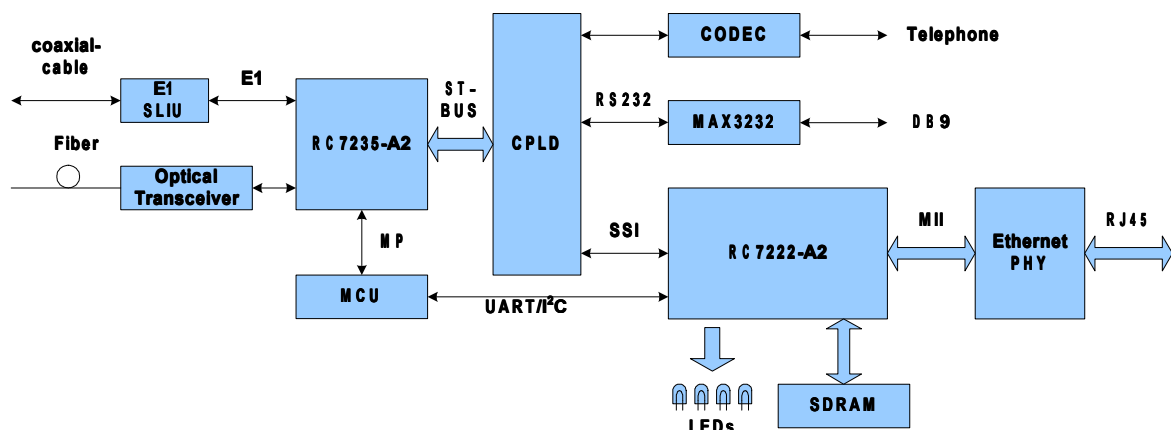 coaxial-
cable
E1
SLIU
E1
Fiber
Optical
Transceiver
RC7235-A2
MP
MCU
ST-
BUS
CPLD
CODEC
Telephone
RS232
MAX3232
DB9
SSI
RC7222-A2
UART/I²C
MII
Ethernet
PHY
RJ45
LEDs
SDRAM